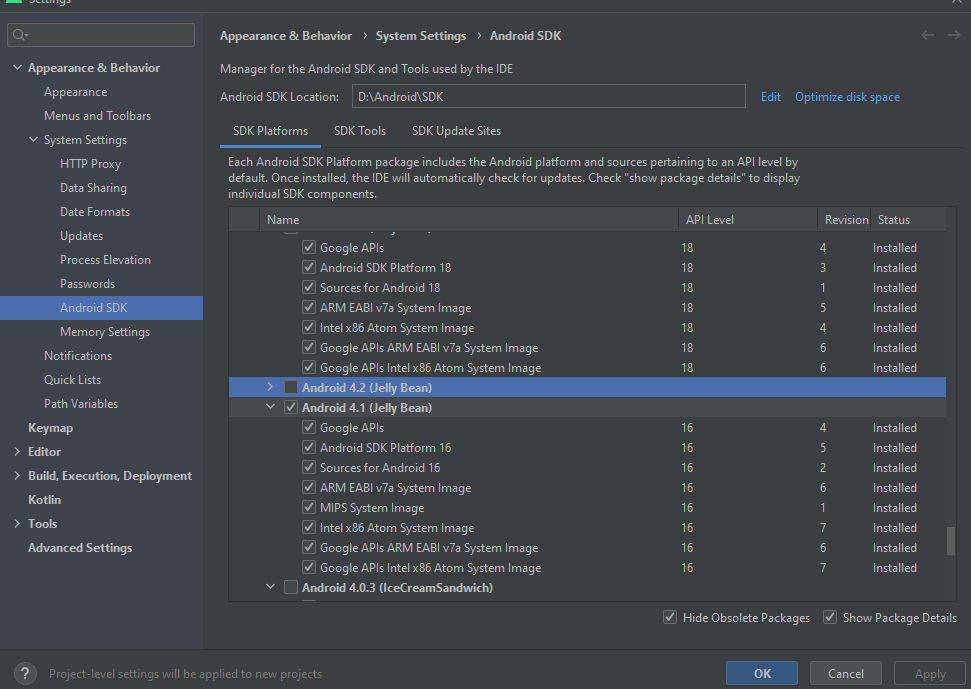 Settings
Appearance & Behavior › System Settings › Android SDK
Appearance & Behavior
Appearance
Menus and Toolbars
System Settings
HTTP Proxy
Data Sharing
Date Formats
Updates
Process Elevation
Passwords
Android SDK
Memory Settings
Notifications
Quick Lists
Path Variables
Keymap
Editor
Build, Execution, Deployment
Kotlin
Tools
Advanced Settings
Manager for the Android SDK and Tools used by the IDE
Android SDK Location: D:\Android\SDK Edit Optimize disk space
SDK Platforms SDK Tools SDK Update Sites
Each Android SDK Platform package includes the Android platform and sources pertaining to an API level by
default. Once installed, the IDE will automatically check for updates. Check "show package details" to display
individual SDK components.
Name API Level Revision Status
Google APIs 18 4 Installed
Android SDK Platform 18 18 3 Installed
Sources for Android 18 18 1 Installed
ARM EABI v7a System Image 18 5 Installed
Intel x86 Atom System Image 18 4 Installed
Google APIs ARM EABI v7a System Image 18 6 Installed
Google APIs Intel x86 Atom System Image 18 6 Installed
Android 4.2 (Jelly Bean)
Android 4.1 (Jelly Bean)
Google APIs 16 4 Installed
Android SDK Platform 16 16 5 Installed
Sources for Android 16 16 2 Installed
ARM EABI v7a System Image 16 6 Installed
MIPS System Image 16 1 Installed
Intel x86 Atom System Image 16 7 Installed
Google APIs ARM EABI v7a System Image 16 6 Installed
Google APIs Intel x86 Atom System Image 16 7 Installed
Android 4.0.3 (IceCreamSandwich)
Hide Obsolete Packages Show Package Details
? Project-level settings will be applied to new projects
OK Cancel Apply